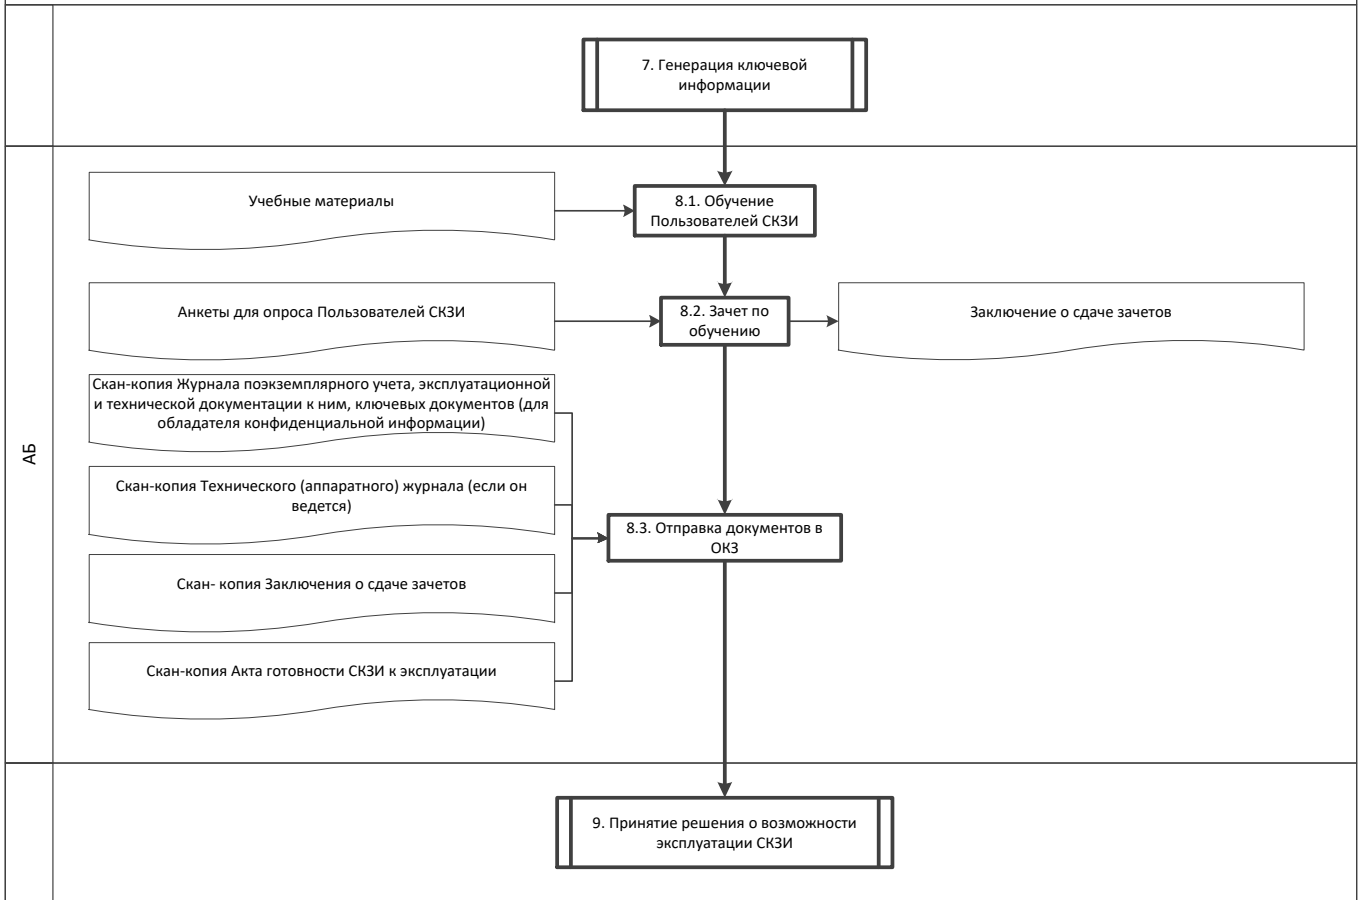 7. Генерация ключевой
информации
Учебные материалы
8.1. Обучение
Пользователей СКЗИ
Анкеты для опроса Пользователей СКЗИ
8.2. Зачет по
обучению
Заключение о сдаче зачетов
Скан-копия Журнала поэкземплярного учета, эксплуатационной
и технической документации к ним, ключевых документов (для
обладателя конфиденциальной информации)
АБ
Скан-копия Технического (аппаратного) журнала (если он
ведется)
8.3. Отправка документов в
ОКЗ
Скан- копия Заключения о сдаче зачетов
Скан-копия Акта готовности СКЗИ к эксплуатации
9. Принятие решения о возможности
эксплуатации СКЗИ